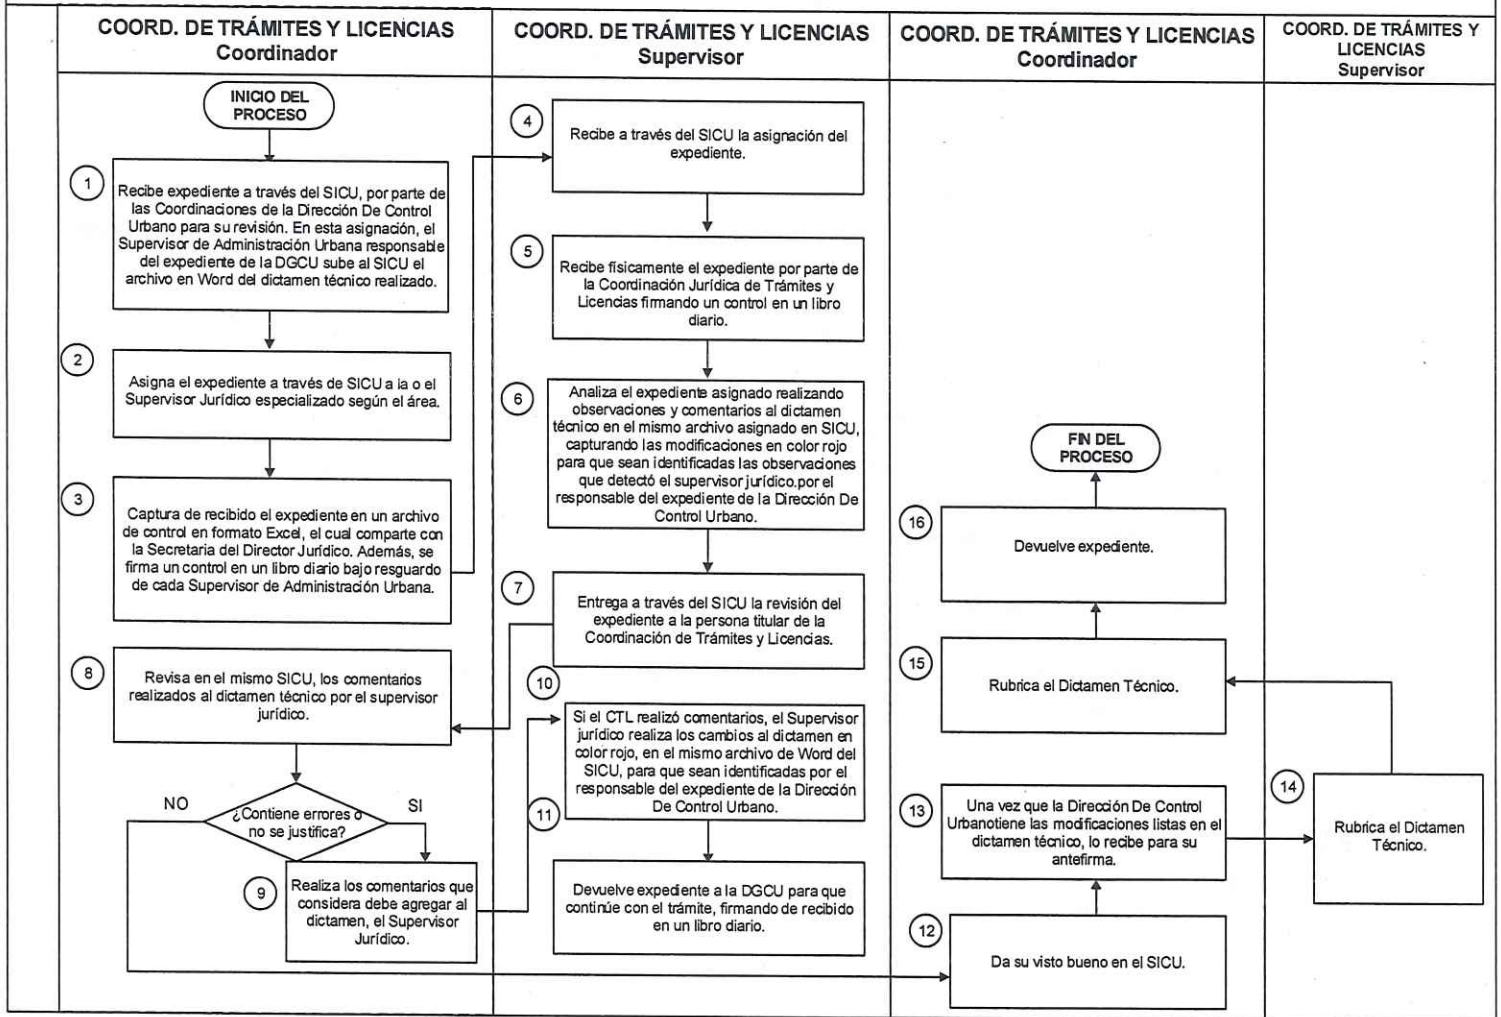 COORD. DE TRÁMITES Y LICENCIAS
Coordinador
COORD. DE TRÁMITES Y LICENCIAS
Supervisor
COORD. DE TRÁMITES Y LICENCIAS
Coordinador
COORD. DE TRÁMITES Y
LICENCIAS
Supervisor
INICIO DEL
PROCESO
1
Recibe expediente a través del SICU, por parte de
las Coordinaciones de la Dirección De Control
Urbano para su revisión. En esta asignación, el
Supervisor de Administración Urbana responsable
del expediente de la DGCU sube al SICU el
archivo en Word del dictamen técnico realizado.
2
Asigna el expediente a través de SICU a la o el
Supervisor Jurídico especializado según el área.
3
Captura de recibido el expediente en un archivo
de control en formato Excel, el cual comparte con
la Secretaria del Director Jurídico. Además, se
firma un control en un libro diario bajo resguardo
de cada Supervisor de Administración Urbana.
4
Recibe a través del SICU la asignación del
expediente.
5
Recibe físicamente el expediente por parte de
la Coordinación Jurídica de Trámites y
Licencias firmando un control en un libro
diario.
6
Analiza el expediente asignado realizando
observaciones y comentarios al dictamen
técnico en el mismo archivo asignado en SICU,
capturando las modificaciones en color rojo
para que sean identificadas las observaciones
que detectó el supervisor jurídico.por el
responsable del expediente de la Dirección De
Control Urbano.
7
Entrega a través del SICU la revisión del
expediente a la persona titular de la
Coordinación de Trámites y Licencias.
8
Revisa en el mismo SICU, los comentarios
realizados al dictamen técnico por el supervisor
jurídico.
NO
¿Contiene errores o
no se justifica?
SI
9
Realiza los comentarios que
considera debe agregar al
dictamen, el Supervisor
Jurídico.
10
Si el CTL realizó comentarios, el Supervisor
jurídico realiza los cambios al dictamen en
color rojo, en el mismo archivo de Word del
SICU, para que sean identificadas por el
responsable del expediente de la Dirección
De Control Urbano.
11
Devuelve expediente a la DGCU para que
continúe con el trámite, firmando de recibido
en un libro diario.
12
Da su visto bueno en el SICU.
13
Una vez que la Dirección De Control
Urbanotiene las modificaciones listas en el
dictamen técnico, lo recibe para su
antefirma.
14
Rubrica el Dictamen
Técnico.
15
Rubrica el Dictamen Técnico.
16
Devuelve expediente.
FIN DEL
PROCESO